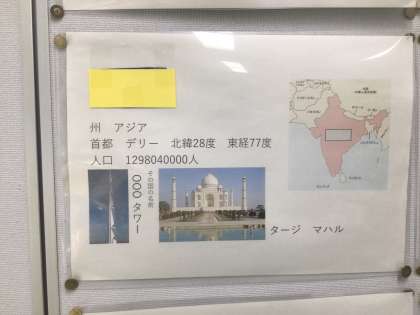 州　アジア
首都　デリー　北緯28度　東経77度
人口　1298040000人
その国の名前
000 タワー
タージ　マハル